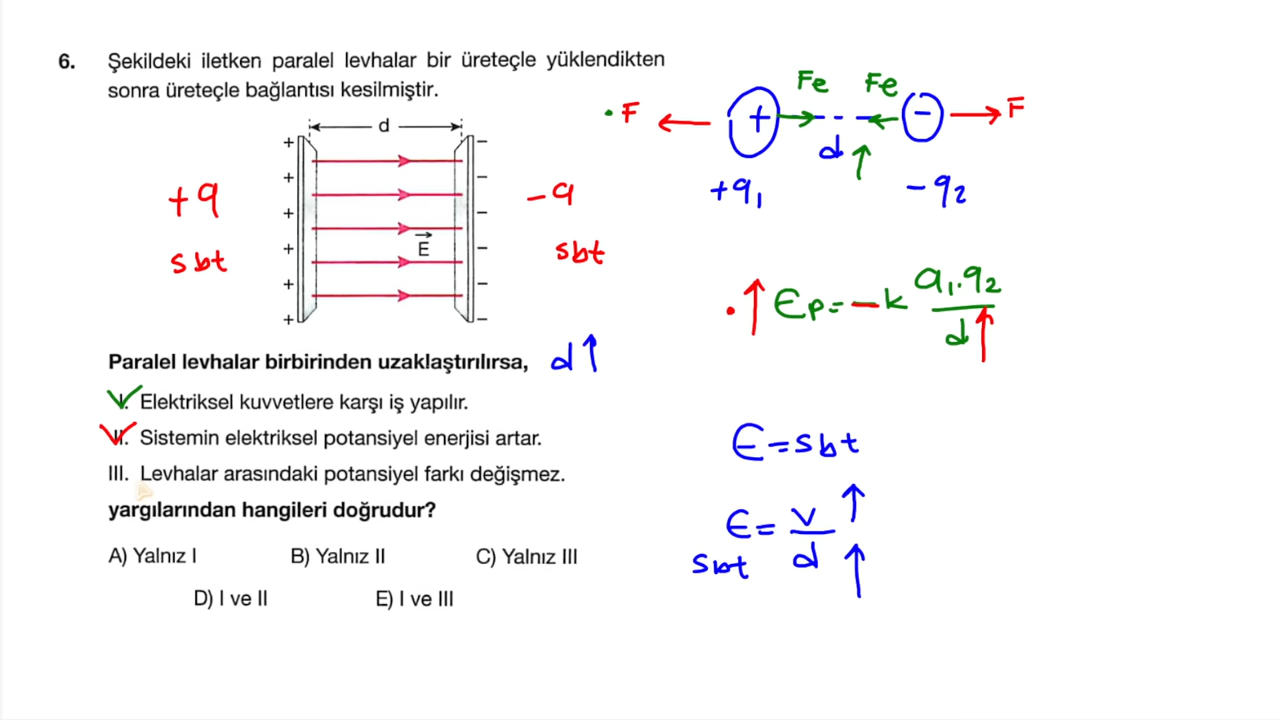 6. Şekildeki iletken paralel levhalar bir üreteçle yüklendikten
sonra üreteçle bağlantısı kesilmiştir.
d
+ −
+ −
+ −
+ −
+ −
+ −
E
+q
sbt
-q
sbt
Paralel levhalar birbirinden uzaklaştırılırsa, d↑
I. Elektriksel kuvvetlere karşı iş yapılır.
II. Sistemin elektriksel potansiyel enerjisi artar.
III. Levhalar arasındaki potansiyel farkı değişmez.
yargılarından hangileri doğrudur?
A) Yalnız I B) Yalnız II C) Yalnız III
D) I ve II E) I ve III
Fe Fe
F + - F
d ↑
+q1 -q2
↑ Ep = -k q1.q2
d ↑
E = sbt
E = V ↑
sbt d ↑